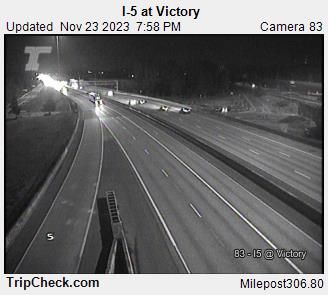 I-5 at Victory
Updated Nov 23 2023 7:58 PM Camera 83
S
83 - I5 @ Victory
TripCheck.com Milepost306.80